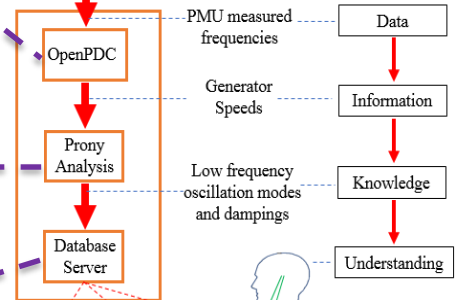 PMU measured
frequencies
Data
OpenPDC
Generator
Speeds
Information
Prony
Analysis
Low frequency
oscillation modes
and dampings
Knowledge
Database
Server
Understanding